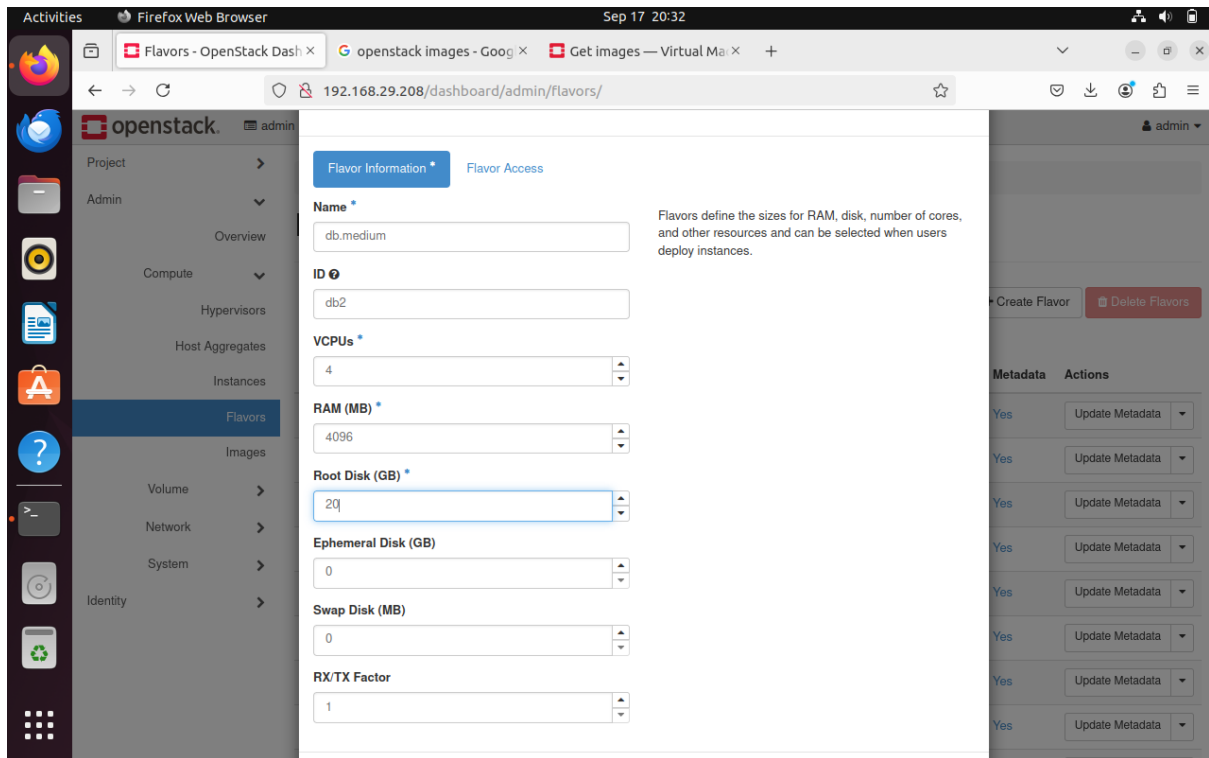 Activities Firefox Web Browser Sep 17 20:32
Flavors - OpenStack Dash × openstack images - Goog × Get images — Virtual Ma × +
192.168.29.208/dashboard/admin/flavors/
openstack. admin admin
Project
Admin
Overview
Compute
Hypervisors
Host Aggregates
Instances
Flavors
Images
Volume
Network
System
Identity
Flavor Information * Flavor Access
Name *
db.medium
ID
db2
VCPUs *
4
RAM (MB) *
4096
Root Disk (GB) *
20
Ephemeral Disk (GB)
0
Swap Disk (MB)
0
RX/TX Factor
1
Flavors define the sizes for RAM, disk, number of cores,
and other resources and can be selected when users
deploy instances.
Create Flavor Delete Flavors
Metadata Actions
Yes Update Metadata
Yes Update Metadata
Yes Update Metadata
Yes Update Metadata
Yes Update Metadata
Yes Update Metadata
Yes Update Metadata
Yes Update Metadata